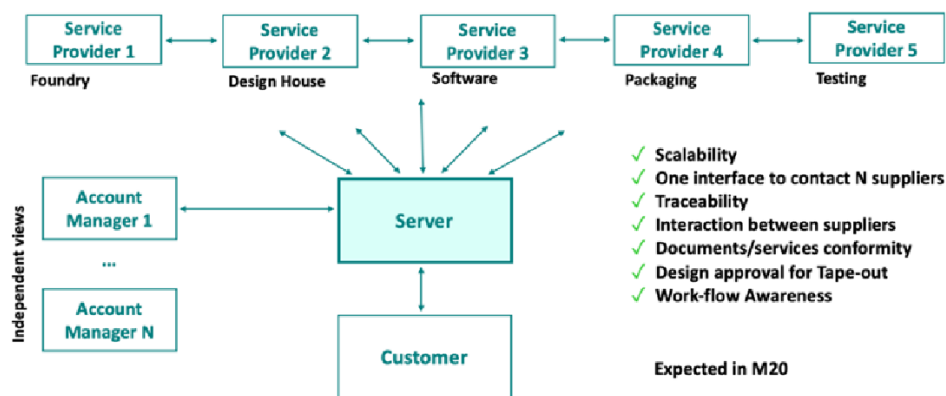 Service
Provider 1
Service
Provider 2
Service
Provider 3
Service
Provider 4
Service
Provider 5
Foundry
Design House
Software
Packaging
Testing
Independent views
Account
Manager 1
...
Account
Manager N
Server
Customer
✓ Scalability
✓ One interface to contact N suppliers
✓ Traceability
✓ Interaction between suppliers
✓ Documents/services conformity
✓ Design approval for Tape-out
✓ Work-flow Awareness
Expected in M20